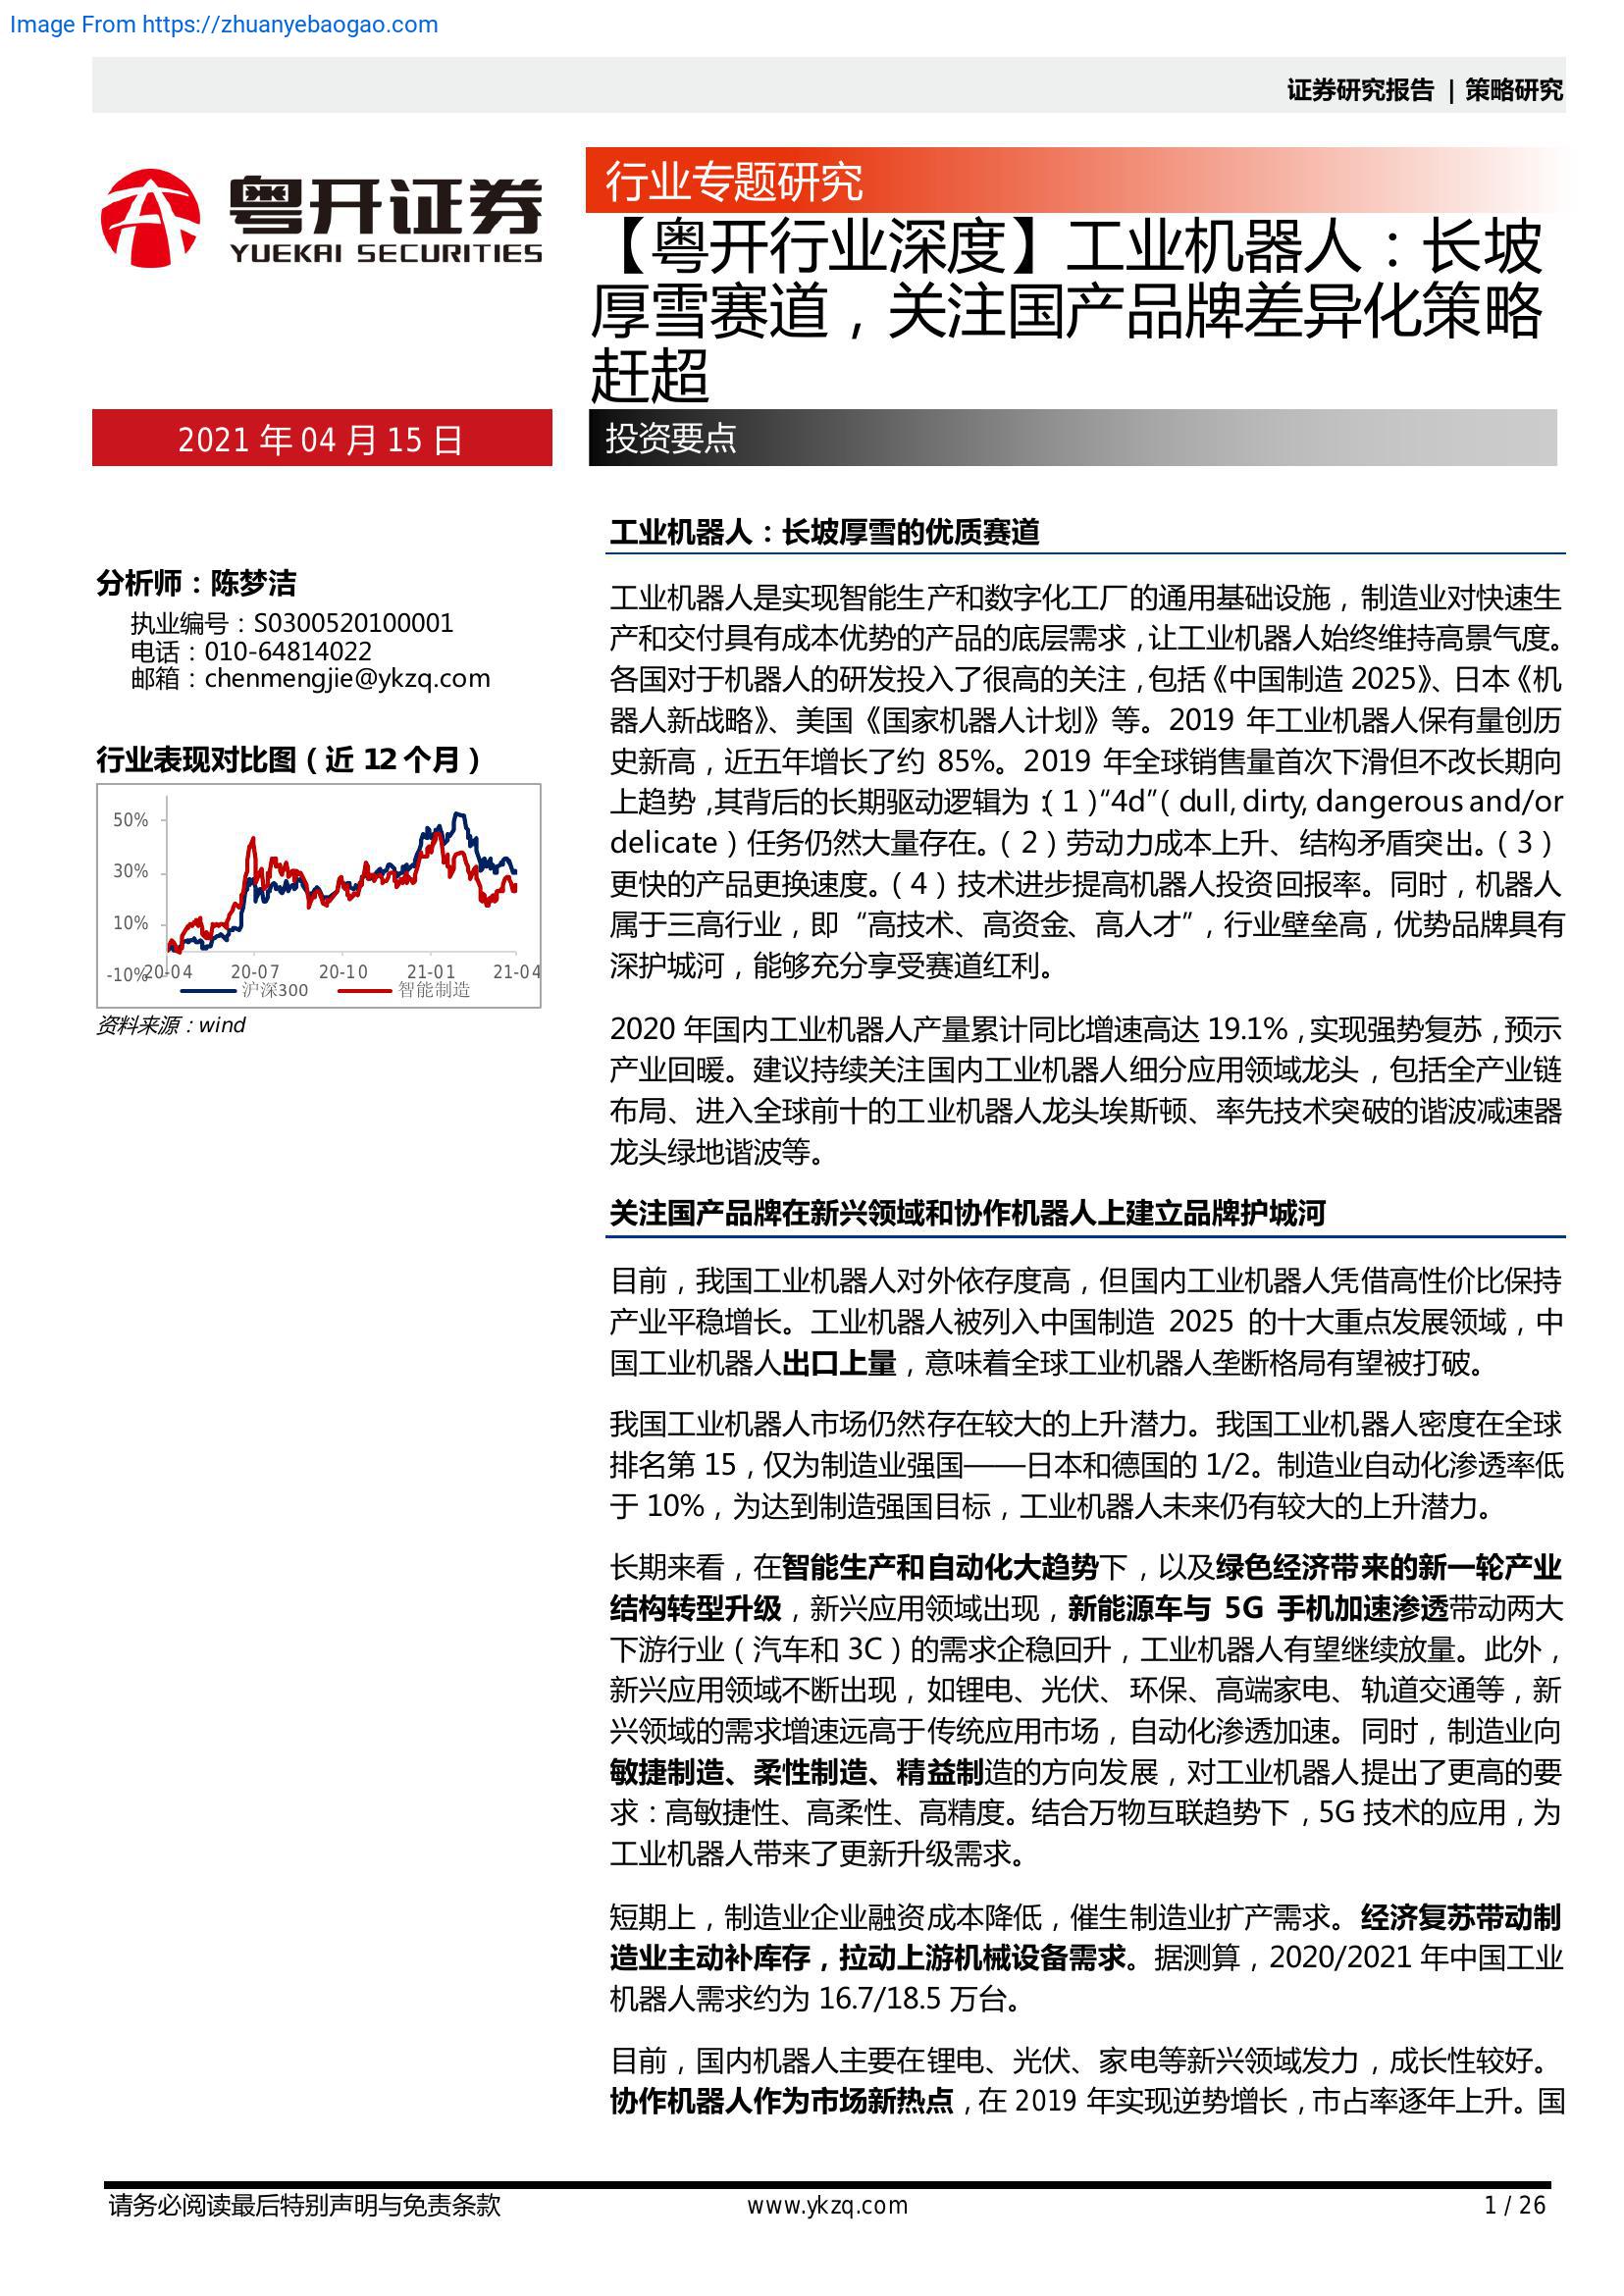 Image From https://zhuanyebaogao.com
证券研究报告 | 策略研究
粤开证券
YUEKAI SECURITIES
行业专题研究
【粤开行业深度】工业机器人：长坡
厚雪赛道，关注国产品牌差异化策略
赶超
2021 年 04 月 15 日
投资要点
分析师：陈梦洁
执业编号：S0300520100001
电话：010-64814022
邮箱：chenmengjie@ykzq.com
行业表现对比图（近 12 个月）
50%
30%
10%
-10%
20-04 20-07 20-10 21-01 21-04
沪深300 智能制造
资料来源：wind
工业机器人：长坡厚雪的优质赛道
工业机器人是实现智能生产和数字化工厂的通用基础设施，制造业对快速生
产和交付具有成本优势的产品的底层需求，让工业机器人始终维持高景气度。
各国对于机器人的研发投入了很高的关注，包括《中国制造 2025》、日本《机
器人新战略》、美国《国家机器人计划》等。2019 年工业机器人保有量创历
史新高，近五年增长了约 85%。2019 年全球销售量首次下滑但不改长期向
上趋势，其背后的长期驱动逻辑为：（1）“4d”（dull, dirty, dangerous and/or
delicate）任务仍然大量存在。（2）劳动力成本上升、结构矛盾突出。（3）
更快的产品更换速度。（4）技术进步提高机器人投资回报率。同时，机器人
属于三高行业，即“高技术、高资金、高人才”，行业壁垒高，优势品牌具有
深护城河，能够充分享受赛道红利。
2020 年国内工业机器人产量累计同比增速高达 19.1%，实现强势复苏，预示
产业回暖。建议持续关注国内工业机器人细分应用领域龙头，包括全产业链
布局、进入全球前十的工业机器人龙头埃斯顿、率先技术突破的谐波减速器
龙头绿地谐波等。
关注国产品牌在新兴领域和协作机器人上建立品牌护城河
目前，我国工业机器人对外依存度高，但国内工业机器人凭借高性价比保持
产业平稳增长。工业机器人被列入中国制造 2025 的十大重点发展领域，中
国工业机器人出口上量，意味着全球工业机器人垄断格局有望被打破。
我国工业机器人市场仍然存在较大的上升潜力。我国工业机器人密度在全球
排名第 15，仅为制造业强国——日本和德国的 1/2。制造业自动化渗透率低
于 10%，为达到制造强国目标，工业机器人未来仍有较大的上升潜力。
长期来看，在智能生产和自动化大趋势下，以及绿色经济带来的新一轮产业
结构转型升级，新兴应用领域出现，新能源车与 5G 手机加速渗透带动两大
下游行业（汽车和 3C）的需求企稳回升，工业机器人有望继续放量。此外，
新兴应用领域不断出现，如锂电、光伏、环保、高端家电、轨道交通等，新
兴领域的需求增速远高于传统应用市场，自动化渗透加速。同时，制造业向
敏捷制造、柔性制造、精益制造的方向发展，对工业机器人提出了更高的要
求：高敏捷性、高柔性、高精度。结合万物互联趋势下，5G 技术的应用，为
工业机器人带来了更新升级需求。
短期上，制造业企业融资成本降低，催生制造业扩产需求。经济复苏带动制
造业主动补库存，拉动上游机械设备需求。据测算，2020/2021 年中国工业
机器人需求约为 16.7/18.5 万台。
目前，国内机器人主要在锂电、光伏、家电等新兴领域发力，成长性较好。
协作机器人作为市场新热点，在 2019 年实现逆势增长，市占率逐年上升。国
请务必阅读最后特别声明与免责条款 www.ykzq.com 1 / 26